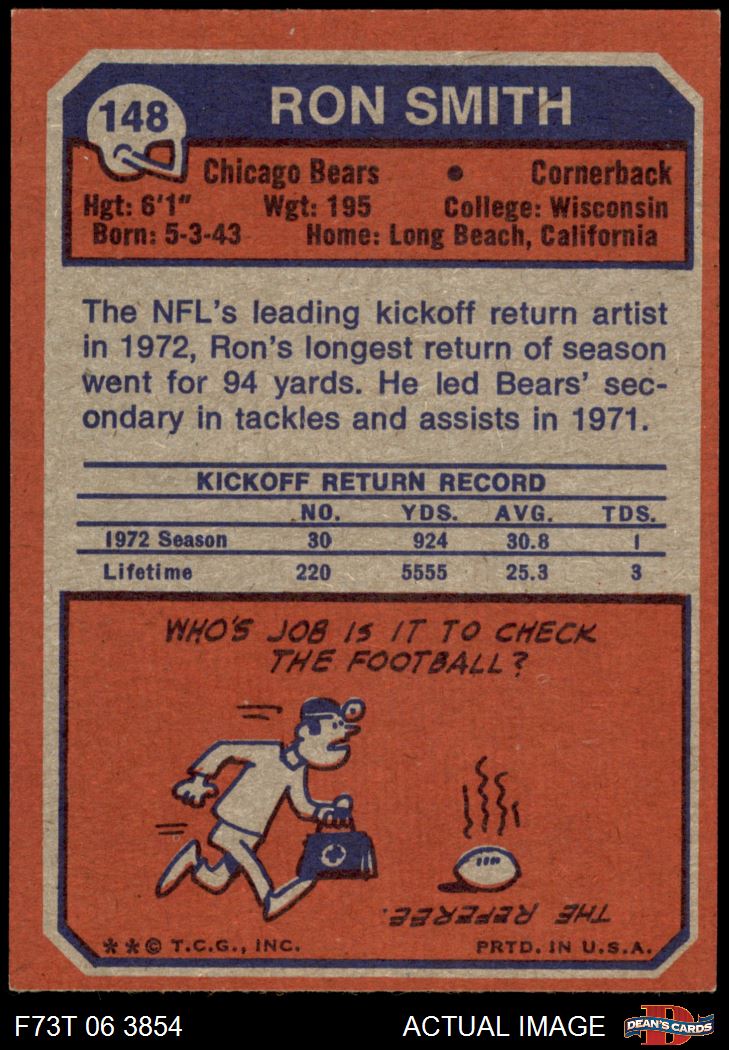 148
RON SMITH
Chicago Bears • Cornerback
Hgt: 6'1" Wgt: 195 College: Wisconsin
Born: 5-3-43 Home: Long Beach, California
The NFL's leading kickoff return artist
in 1972, Ron's longest return of season
went for 94 yards. He led Bears' sec-
ondary in tackles and assists in 1971.
KICKOFF RETURN RECORD
NO. YDS. AVG. TDS.
1972 Season 30 924 30.8 1
Lifetime 220 5555 25.3 3
WHO'S JOB IS IT TO CHECK
THE FOOTBALL?
THE REFEREE.
**© T.C.G., INC. PRTD. IN U.S.A.
F73T 06 3854 ACTUAL IMAGE
DEAN'S CARDS